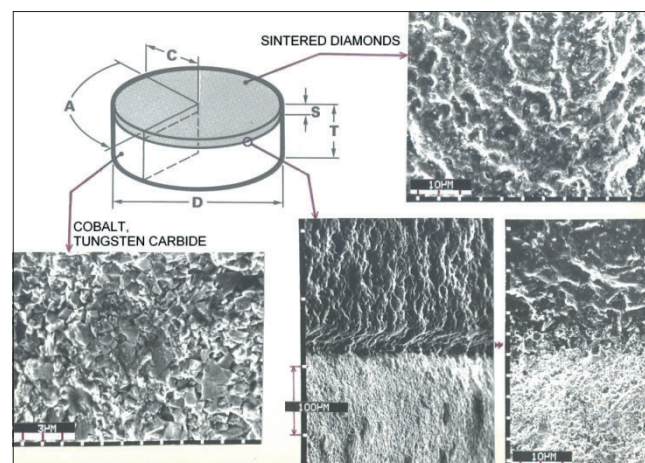 SINTERED DIAMONDS
C
A
S
T
D
COBALT,
TUNGSTEN CARBIDE
10µM
3µM
100µM
10µM